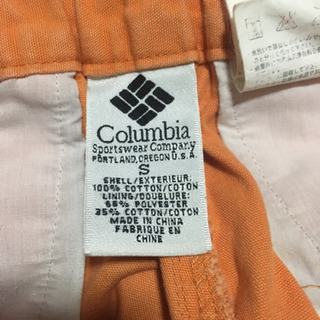 Columbia
Sportswear Company
PORTLAND, OREGON U.S.A.
S
SHELL/EXTERIEUR:
100% COTTON/COTON
LINING/DOUBLURE:
65% POLYESTER
35% COTTON/COTON
MADE IN CHINA
FABRIQUE EN
CHINE